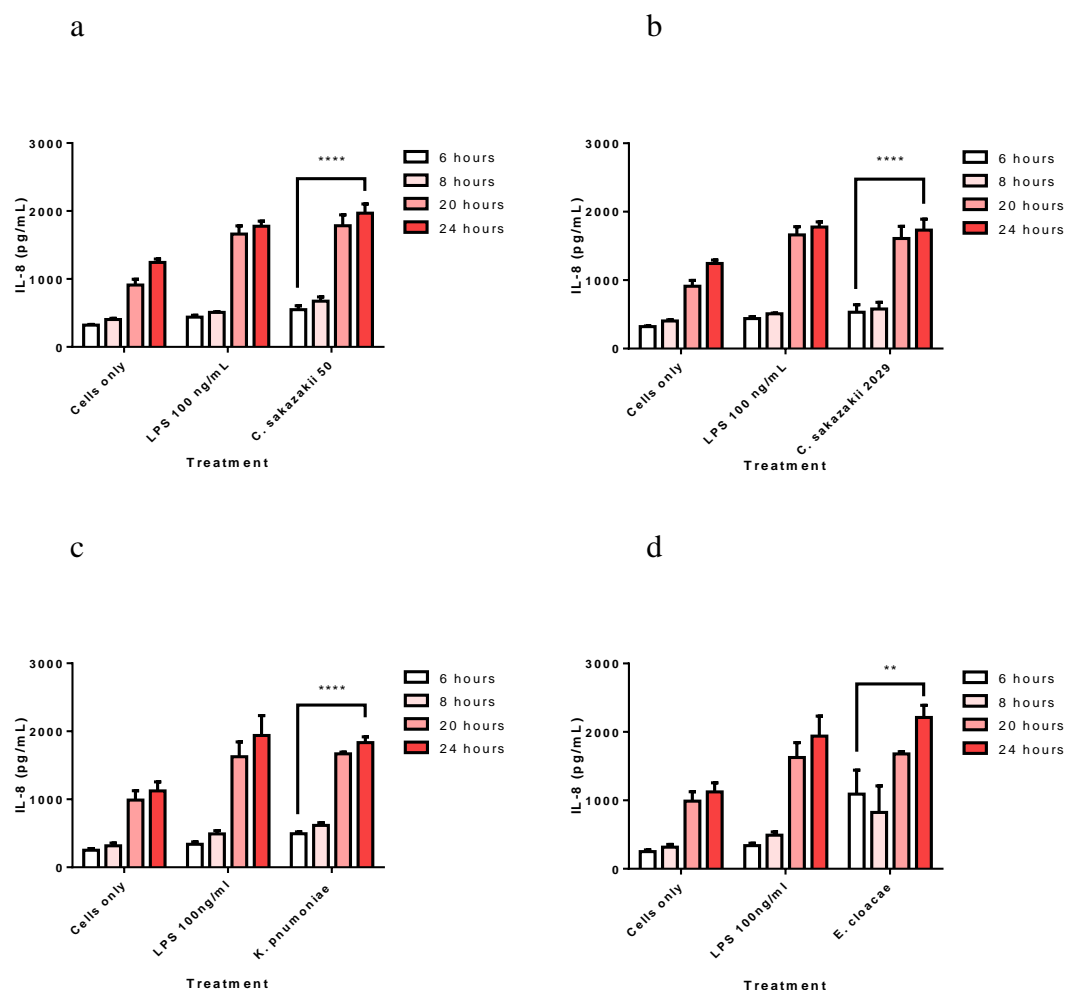 a
3000
2000
1000
0
IL-8 (pg/mL)
****
6 hours
8 hours
20 hours
24 hours
Cells only
LPS 100 ng/mL
C. sakazakii 50
Treatment
b
3000
2000
1000
0
IL-8 (pg/mL)
****
6 hours
8 hours
20 hours
24 hours
Cells only
LPS 100 ng/mL
C. sakazakii 2029
Treatment
c
3000
2000
1000
0
IL-8 (pg/mL)
****
6 hours
8 hours
20 hours
24 hours
Cells only
LPS 100ng/ml
K. pnumoniae
Treatment
d
3000
2000
1000
0
IL-8 (pg/mL)
**
6 hours
8 hours
20 hours
24 hours
Cells only
LPS 100ng/ml
E. cloacae
Treatment